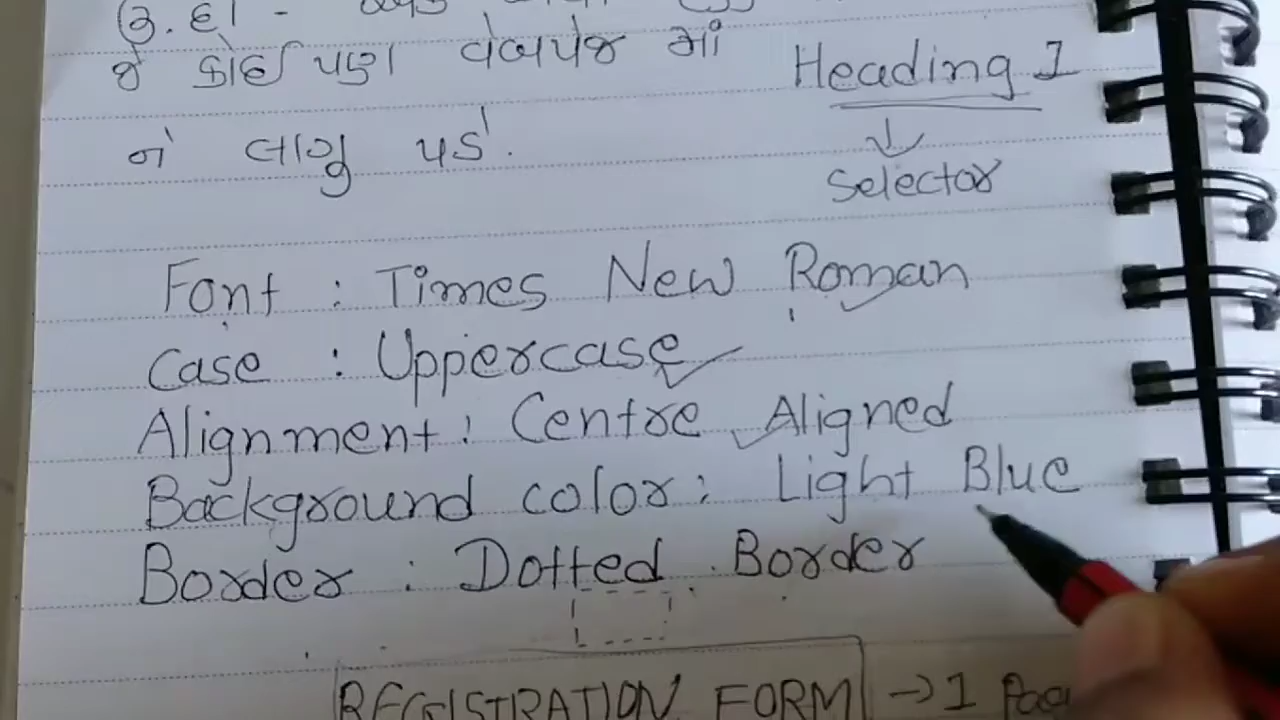 ઉ.દા. -
જે કોઈ પણ વેબપેજ માં
ને લાગુ પડે.
Heading 1
↓
Selector
Font : Times New Roman
Case : Uppercase
Alignment : Centre Aligned
Background color : Light Blue
Border : Dotted Border
REGISTRATION FORM → 1